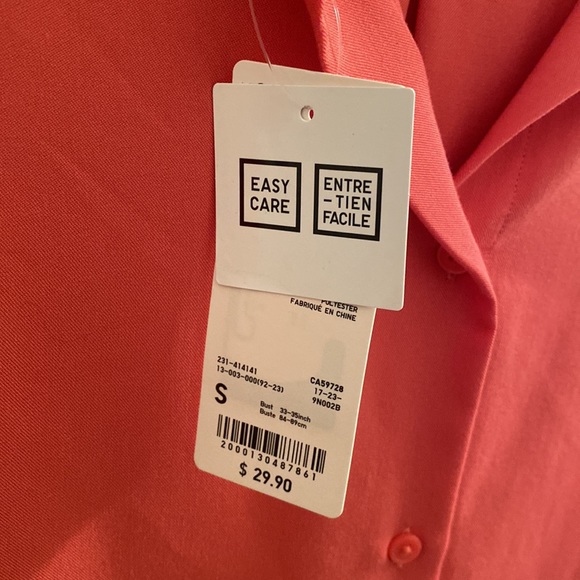 EASY
CARE
ENTRE
-TIEN
FACILE
POLYESTER
FABRIQUÉ EN CHINE
231-414141
13-003-000(92-23)
CA59728
17-23-
9N002B
S
Bust 33-35inch
Buste 84-89cm
2000130487861
$ 29.90